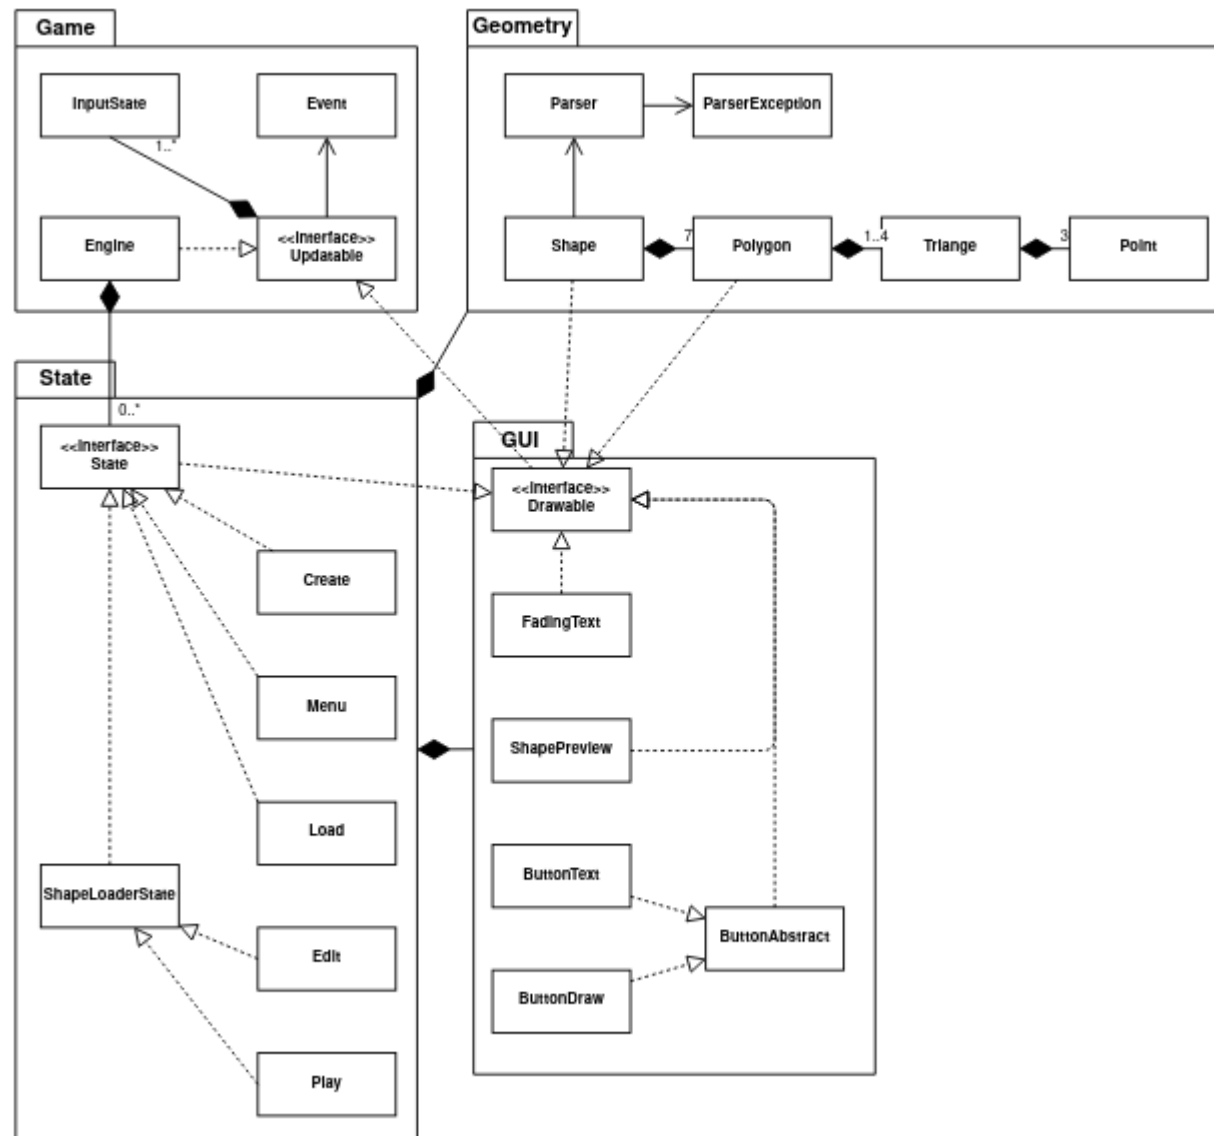 Game
InputState
Event
1..*
Engine
<<Interface>>
Updatable
Geometry
Parser
ParserException
Shape
7
Polygon
1..4
Triange
3
Point
State
0..*
<<Interface>>
State
Create
Menu
Load
ShapeLoaderState
Edit
Play
GUI
<<Interface>>
Drawable
FadingText
ShapePreview
ButtonText
ButtonAbstract
ButtonDraw